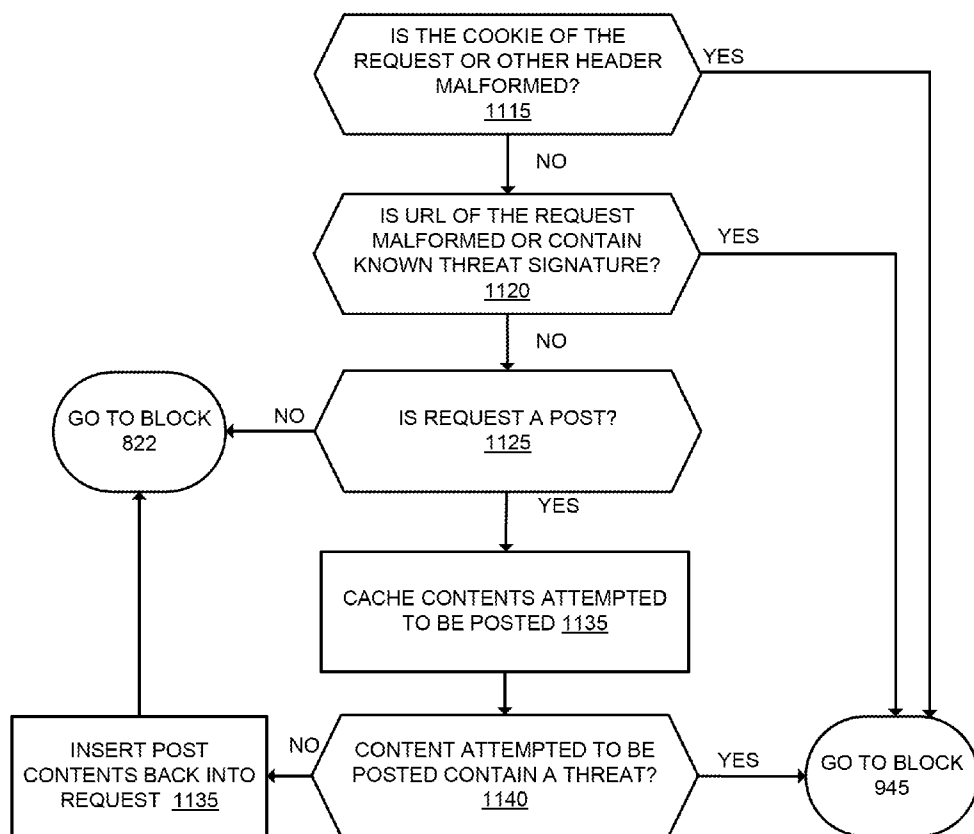 IS THE COOKIE OF THE
REQUEST OR OTHER HEADER
MALFORMED?
1115
YES
NO
IS URL OF THE REQUEST
MALFORMED OR CONTAIN
KNOWN THREAT SIGNATURE?
1120
YES
NO
GO TO BLOCK
822
NO
IS REQUEST A POST?
1125
YES
CACHE CONTENTS ATTEMPTED
TO BE POSTED 1135
INSERT POST
CONTENTS BACK INTO
REQUEST 1135
NO
CONTENT ATTEMPTED TO BE
POSTED CONTAIN A THREAT?
1140
YES
GO TO BLOCK
945